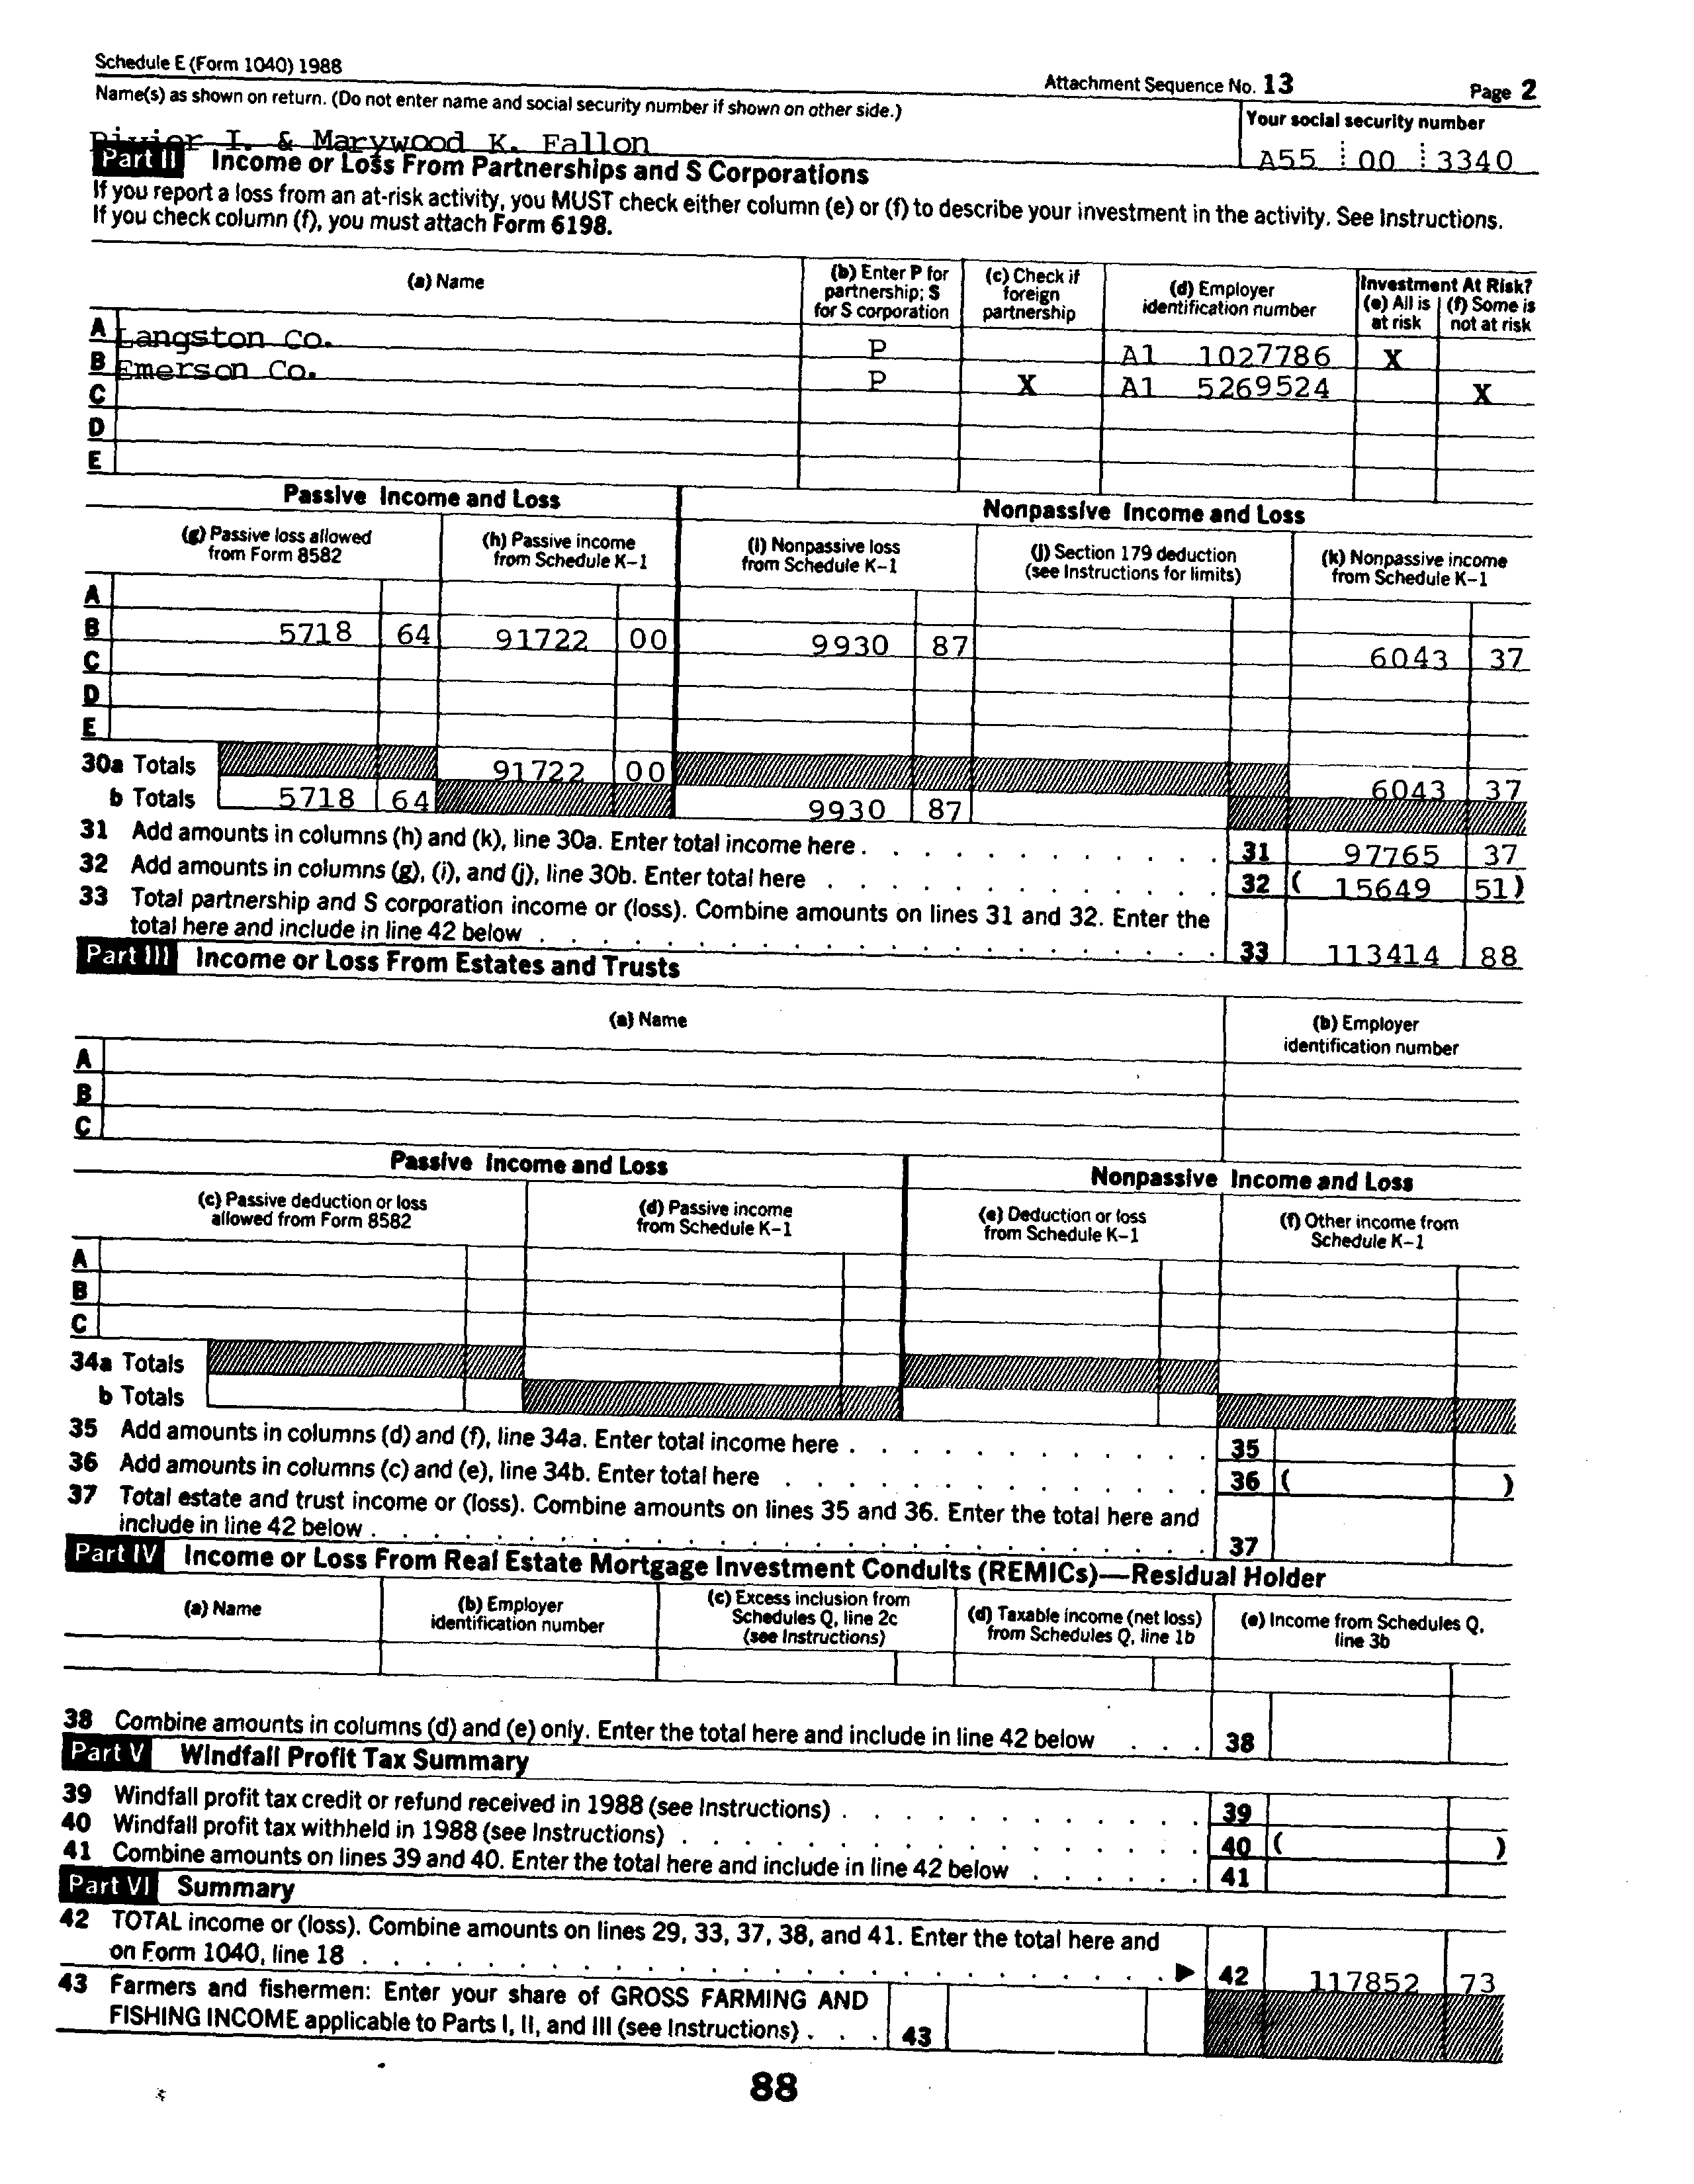 Schedule E (Form 1040) 1988
Attachment Sequence No. 13 Page 2
Name(s) as shown on return. (Do not enter name and social security number if shown on other side.)
Your social security number
Rivier I. & Marywood K. Fallon
A55 00 3340
Part II Income or Loss From Partnerships and S Corporations
If you report a loss from an at-risk activity, you MUST check either column (e) or (f) to describe your investment in the activity. See Instructions.
If you check column (f), you must attach Form 6198.
(a) Name
(b) Enter P for partnership; S for S corporation
(c) Check if foreign partnership
(d) Employer identification number
Investment At Risk?
(e) All is at risk
(f) Some is not at risk
A Langston Co. P A1 1027786 X
B Emerson Co. P X A1 5269524 X
C
D
E
Passive Income and Loss
Nonpassive Income and Loss
(g) Passive loss allowed from Form 8582
(h) Passive income from Schedule K-1
(i) Nonpassive loss from Schedule K-1
(j) Section 179 deduction (see Instructions for limits)
(k) Nonpassive income from Schedule K-1
A
B 5718 64 91722 00 9930 87 6043 37
C
D
E
30a Totals 91722 00 6043 37
b Totals 5718 64 9930 87
31 Add amounts in columns (h) and (k), line 30a. Enter total income here . 31 97765 37
32 Add amounts in columns (g), (i), and (j), line 30b. Enter total here 32 ( 15649 51)
33 Total partnership and S corporation income or (loss). Combine amounts on lines 31 and 32. Enter the
total here and include in line 42 below 33 113414 88
Part III Income or Loss From Estates and Trusts
(a) Name
(b) Employer identification number
A
B
C
Passive Income and Loss
Nonpassive Income and Loss
(c) Passive deduction or loss allowed from Form 8582
(d) Passive income from Schedule K-1
(e) Deduction or loss from Schedule K-1
(f) Other income from Schedule K-1
A
B
C
34a Totals
b Totals
35 Add amounts in columns (d) and (f), line 34a. Enter total income here . 35
36 Add amounts in columns (c) and (e), line 34b. Enter total here 36 ( )
37 Total estate and trust income or (loss). Combine amounts on lines 35 and 36. Enter the total here and
include in line 42 below . 37
Part IV Income or Loss From Real Estate Mortgage Investment Conduits (REMICs)—Residual Holder
(a) Name
(b) Employer identification number
(c) Excess inclusion from Schedules Q, line 2c (see Instructions)
(d) Taxable income (net loss) from Schedules Q, line 1b
(e) Income from Schedules Q, line 3b
38 Combine amounts in columns (d) and (e) only. Enter the total here and include in line 42 below . . . 38
Part V Windfall Profit Tax Summary
39 Windfall profit tax credit or refund received in 1988 (see Instructions) . 39
40 Windfall profit tax withheld in 1988 (see Instructions) . 40 ( )
41 Combine amounts on lines 39 and 40. Enter the total here and include in line 42 below 41
Part VI Summary
42 TOTAL income or (loss). Combine amounts on lines 29, 33, 37, 38, and 41. Enter the total here and
on Form 1040, line 18 . ▶ 42 117852 73
43 Farmers and fishermen: Enter your share of GROSS FARMING AND
FISHING INCOME applicable to Parts I, II, and III (see Instructions) . . . 43
88